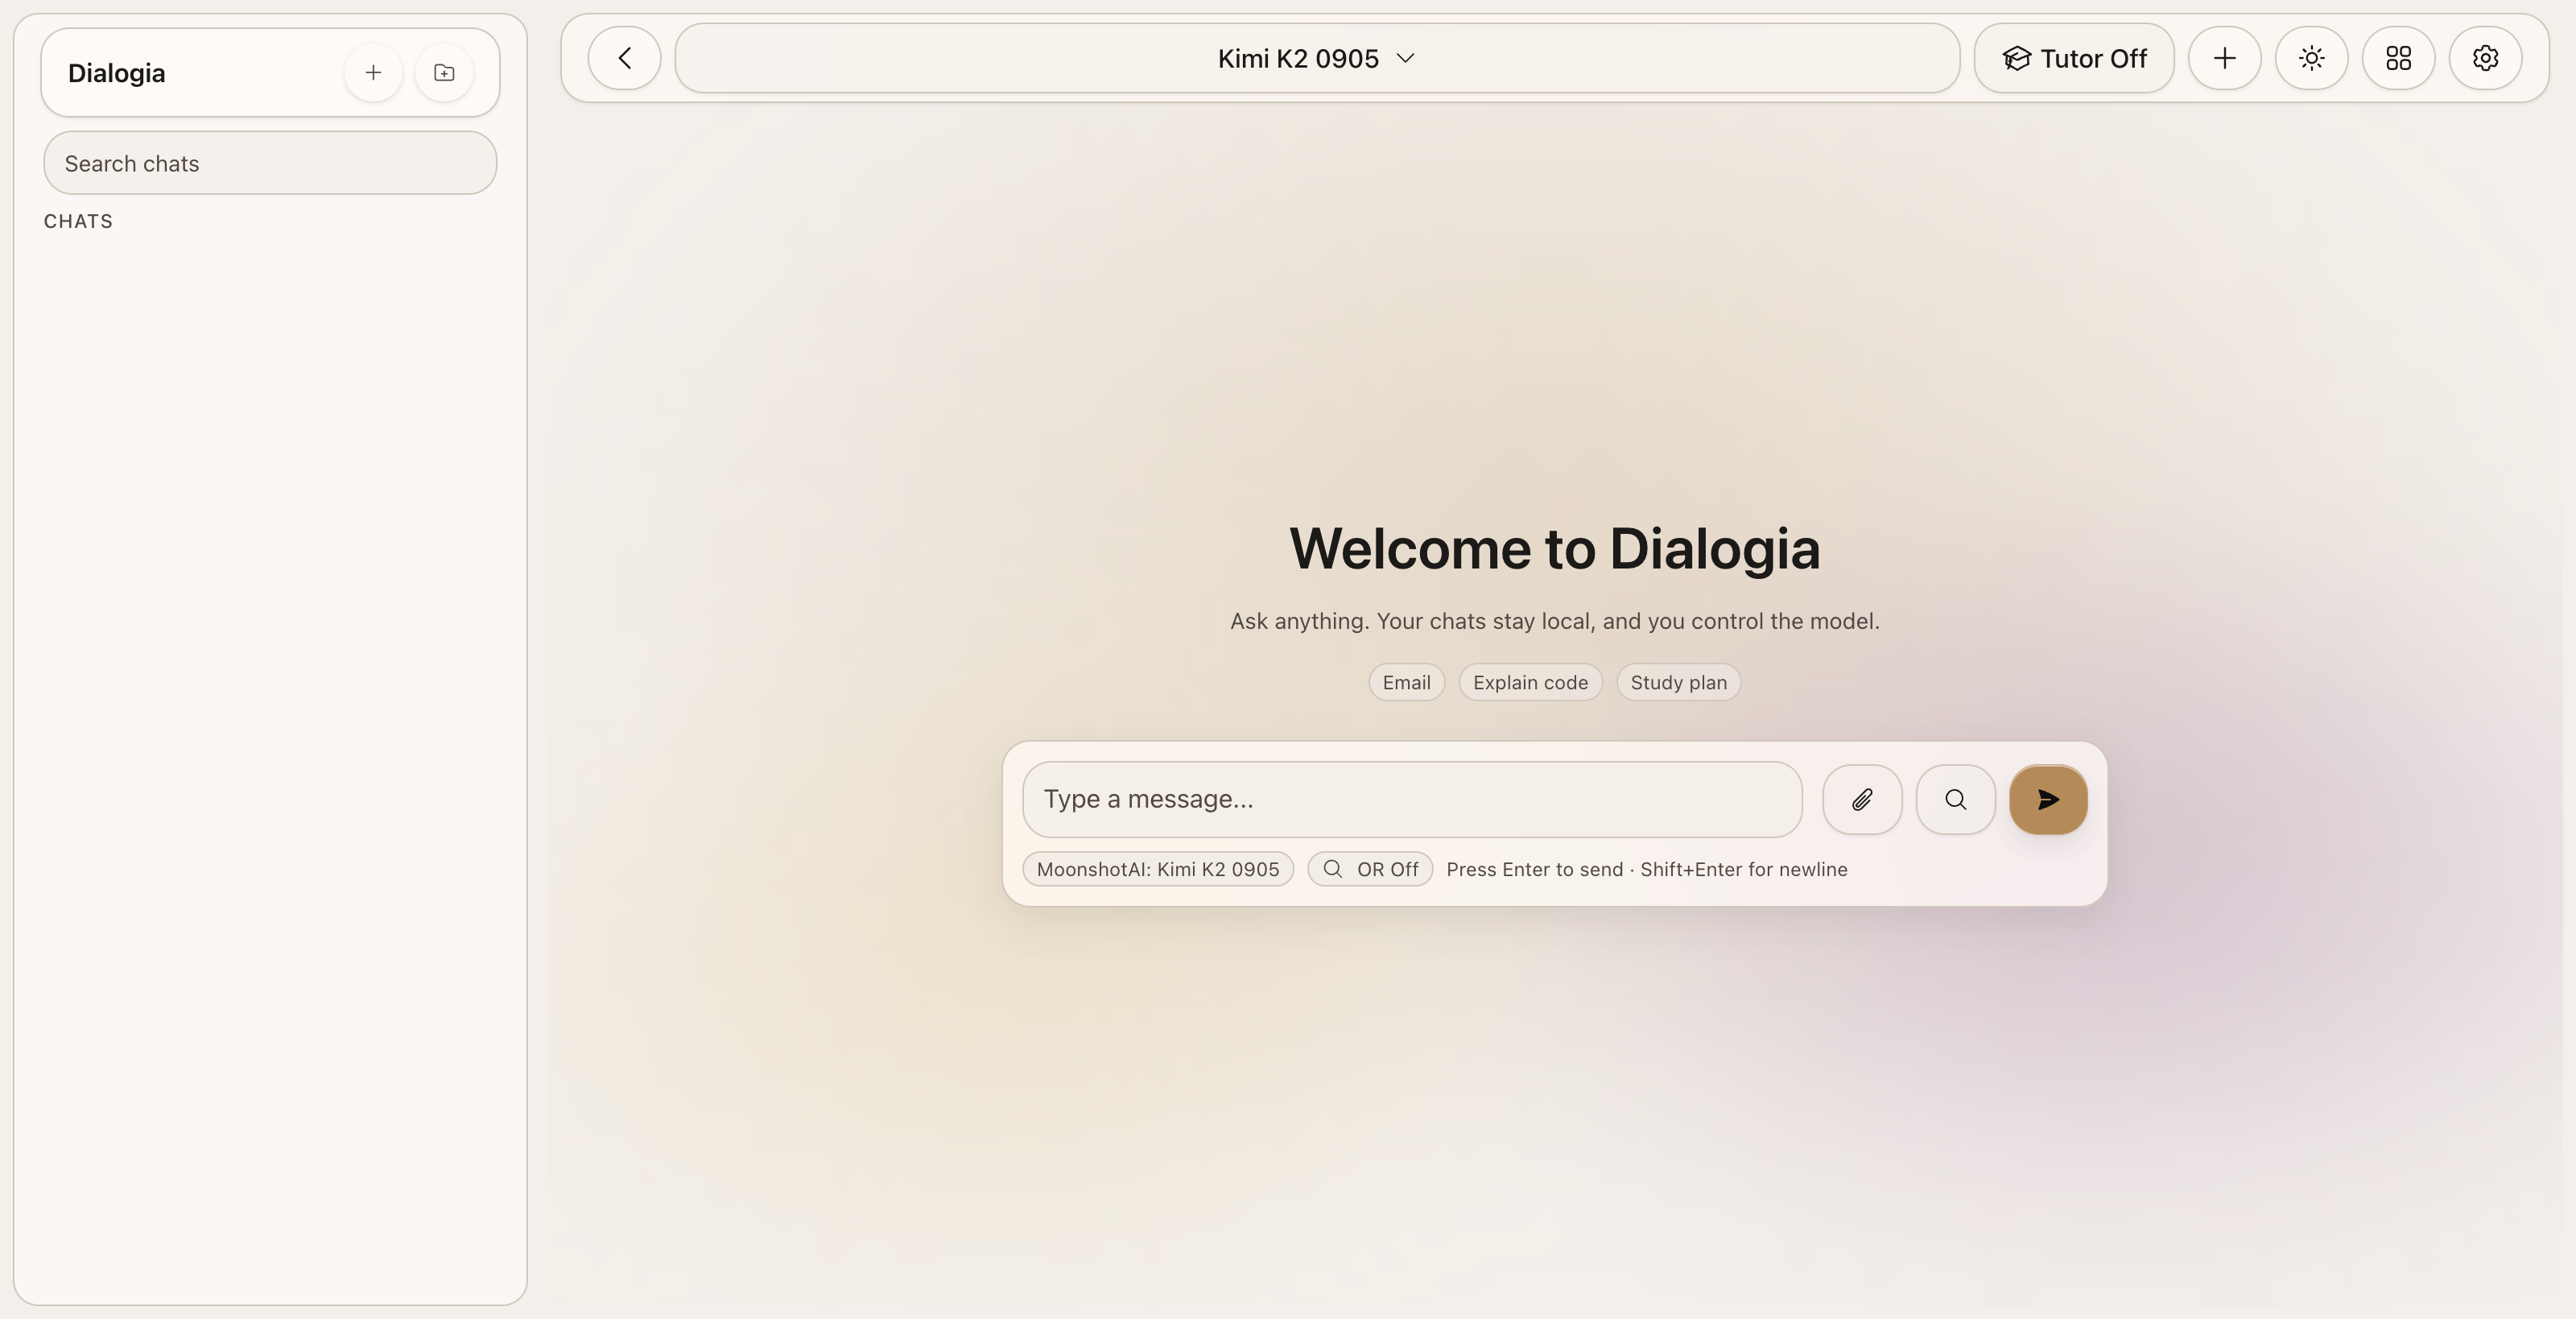 Dialogia
Search chats
CHATS
Kimi K2 0905
Tutor Off
Welcome to Dialogia
Ask anything. Your chats stay local, and you control the model.
Email Explain code Study plan
Type a message...
MoonshotAI: Kimi K2 0905 OR Off Press Enter to send · Shift+Enter for newline